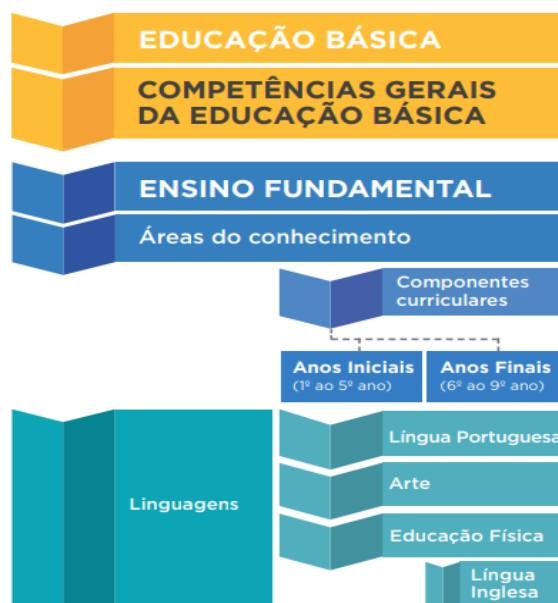 EDUCAÇÃO BÁSICA
COMPETÊNCIAS GERAIS
DA EDUCAÇÃO BÁSICA
ENSINO FUNDAMENTAL
Áreas do conhecimento
Componentes
curriculares
Anos Iniciais
(1º ao 5º ano)
Anos Finais
(6º ao 9º ano)
Linguagens
Língua Portuguesa
Arte
Educação Física
Língua
Inglesa